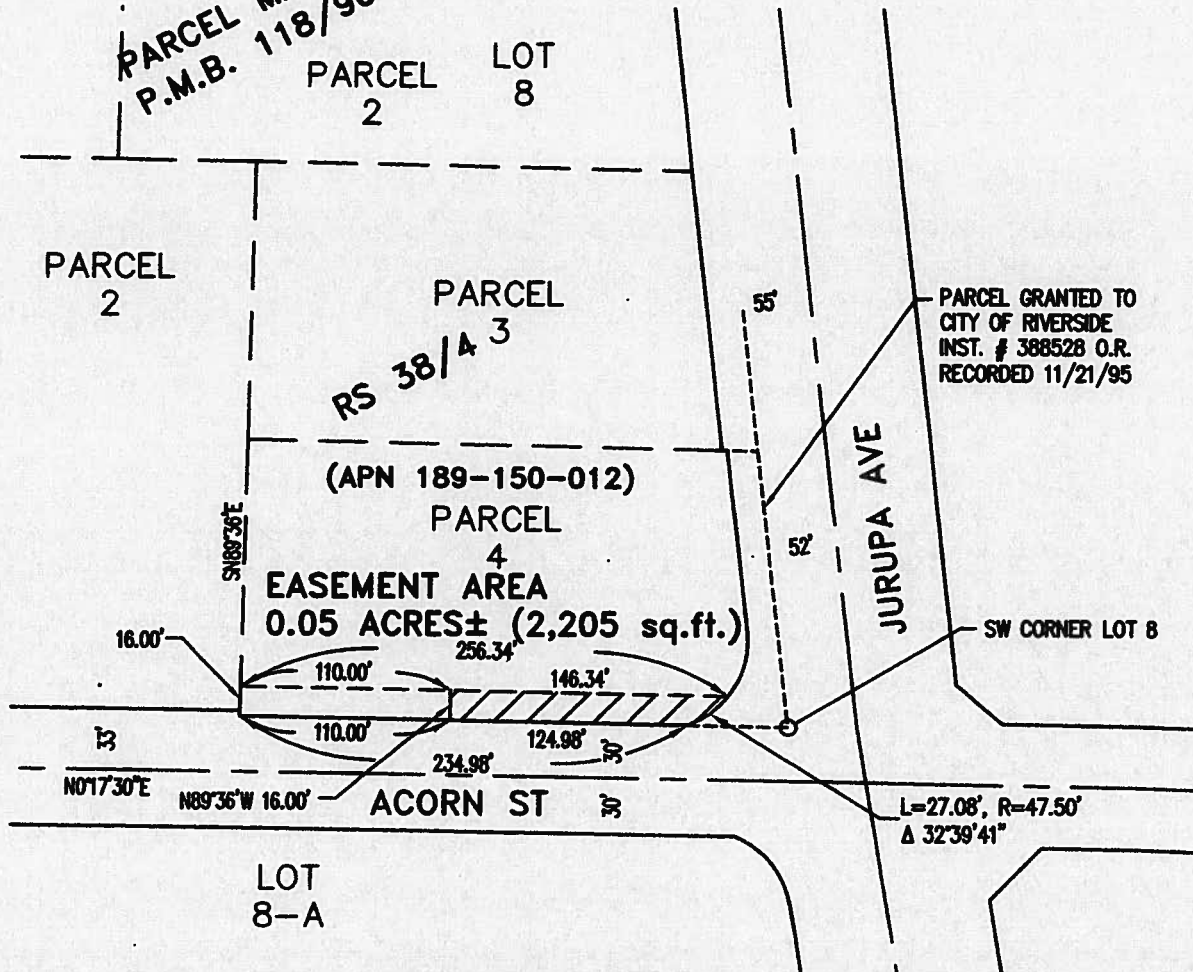 PARCEL
P.M.B. 118/
PARCEL
2
LOT
8
PARCEL
2
PARCEL
3
RS 38/4
55'
PARCEL GRANTED TO
CITY OF RIVERSIDE
INST. # 388528 O.R.
RECORDED 11/21/95
(APN 189-150-012)
PARCEL
4
SN89°36'E
52'
JURUPA AVE
EASEMENT AREA
0.05 ACRES± (2,205 sq.ft.)
SW CORNER LOT 8
16.00'
256.34'
110.00'
146.34'
110.00'
124.98'
33'
234.98'
30'
N0°17'30"E
N89°36'W 16.00'
ACORN ST
30'
L=27.08', R=47.50'
Δ 32°39'41"
LOT
8-A